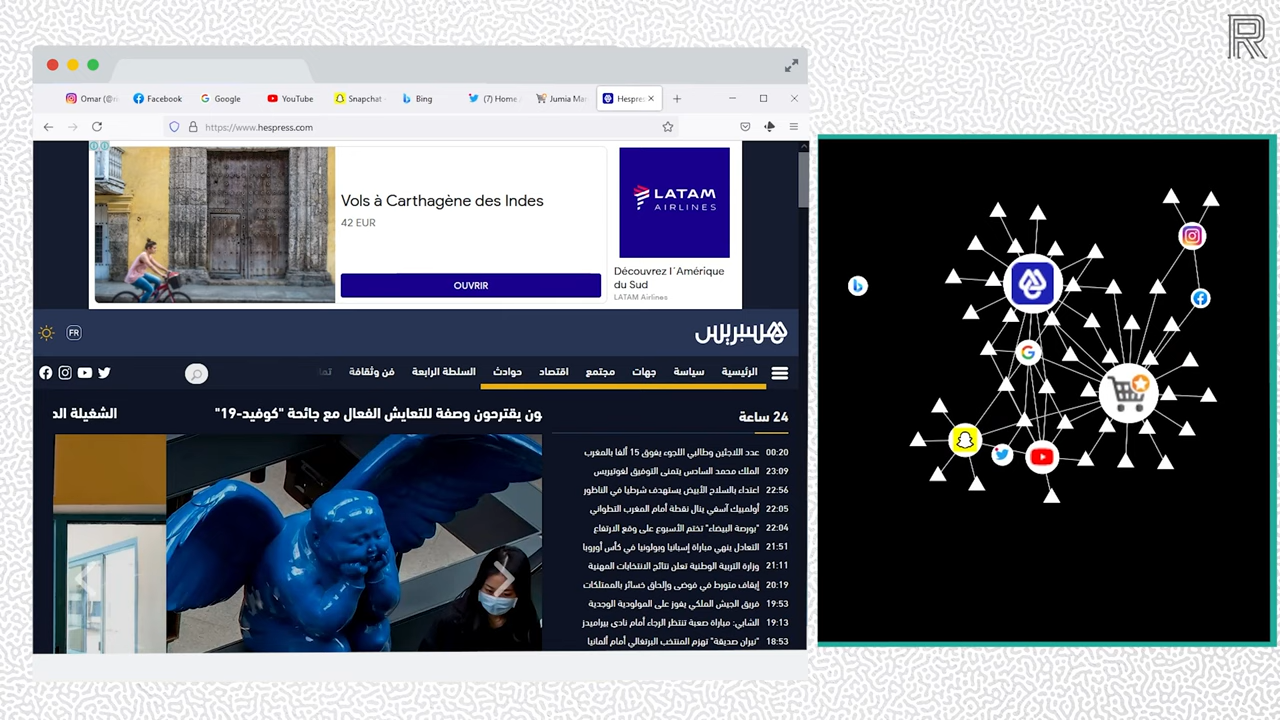 R
Omar (@
Facebook
Google
YouTube
Snapchat
Bing
(7) Home
Jumia Ma
Hespres
https://www.hespress.com
Vols à Carthagène des Indes
42 EUR
OUVRIR
LATAM
AIRLINES
Découvrez l´Amérique
du Sud
LATAM Airlines
FR
هسبريس
الرئيسية سياسة جهات مجتمع اقتصاد حوادث السلطة الرابعة فن وثقافة
24 ساعة
ون يقترحون وصفة للتعايش الفعال مع جائحة "كوفيد-19"
الشغيلة الص
00:20 عدد اللاجئين وطالبي اللجوء يفوق 15 ألفا بالمغرب
23:09 الملك محمد السادس يتمنى التوفيق لغوتيريس
22:56 اعتداء بالسلاح الأبيض يستهدف شرطيا في الناظور
22:05 أولمبيك آسفي ينال نقطة أمام المغرب التطواني
22:04 "بورصة البيضاء" تختم الأسبوع على وقع الارتفاع
21:51 التعادل ينهي مباراة إسبانيا وبولونيا في كأس أوروبا
21:11 وزارة التربية الوطنية تعلن نتائج الامتحانات المهنية
20:19 إيقاف متورط في فوضى وإلحاق خسائر بالممتلكات
19:53 فريق الجيش الملكي يفوز على المولودية الوجدية
19:13 الشابي: مباراة صعبة تنتظر الرجاء أمام نادي بيراميدز
18:53 "نيران صديقة" تهزم المنتخب البرتغالي أمام ألمانيا